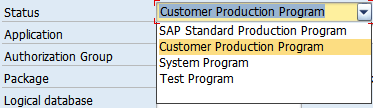 Status Customer Production Program
Application SAP Standard Production Program
Customer Production Program
Authorization Group System Program
Package Test Program
Logical database